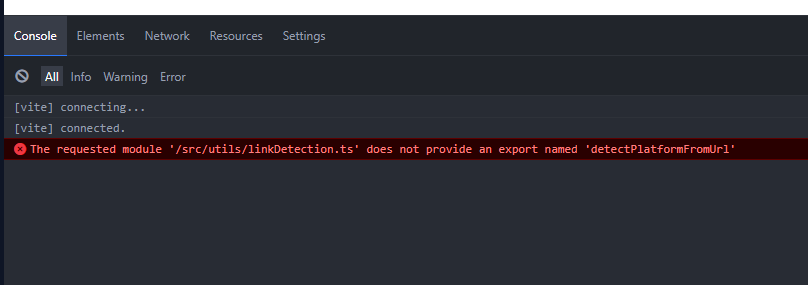 Console Elements Network Resources Settings
All Info Warning Error
[vite] connecting...
[vite] connected.
The requested module '/src/utils/linkDetection.ts' does not provide an export named 'detectPlatformFromUrl'